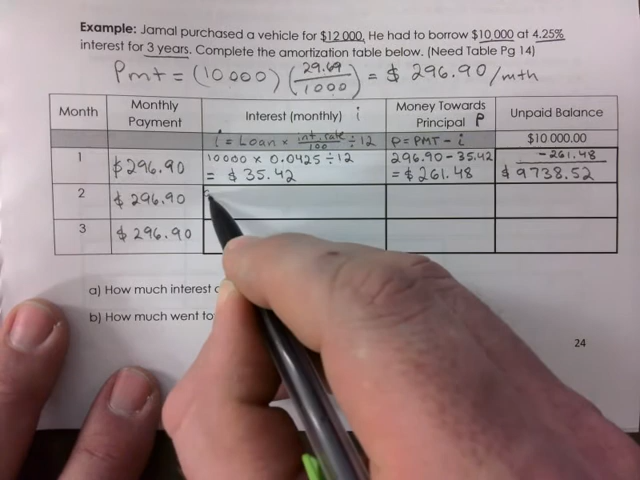 Example: Jamal purchased a vehicle for $12 000. He had to borrow $10 000 at 4.25%
interest for 3 years. Complete the amortization table below. (Need Table Pg 14)
Pmt = (10 000) (29.69/1000) = $ 296.90/mth
Month Monthly Payment Interest (monthly) i Money Towards Principal P Unpaid Balance
i = Loan × int. rate/100 ÷ 12 P = PMT - i $10 000.00
1 $296.90 10000 × 0.0425 ÷ 12 296.90 - 35.42 - 261.48
= $ 35.42 = $ 261.48 $ 9738.52
2 $ 296.90
3 $ 296.90
a) How much interest
b) How much went to
24